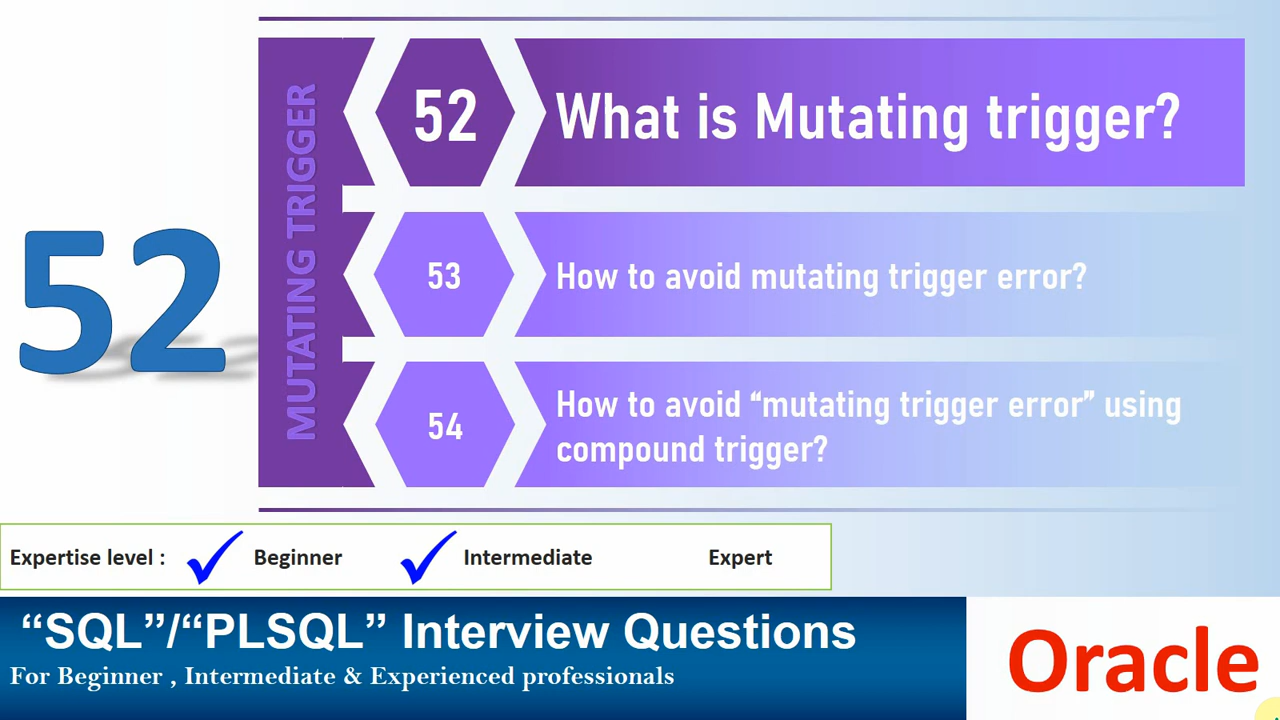 52
MUTATING TRIGGER
52
What is Mutating trigger?
53
How to avoid mutating trigger error?
54
How to avoid “mutating trigger error” using
compound trigger?
Expertise level :
Beginner
Intermediate
Expert
“SQL”/“PLSQL” Interview Questions
For Beginner , Intermediate & Experienced professionals
Oracle